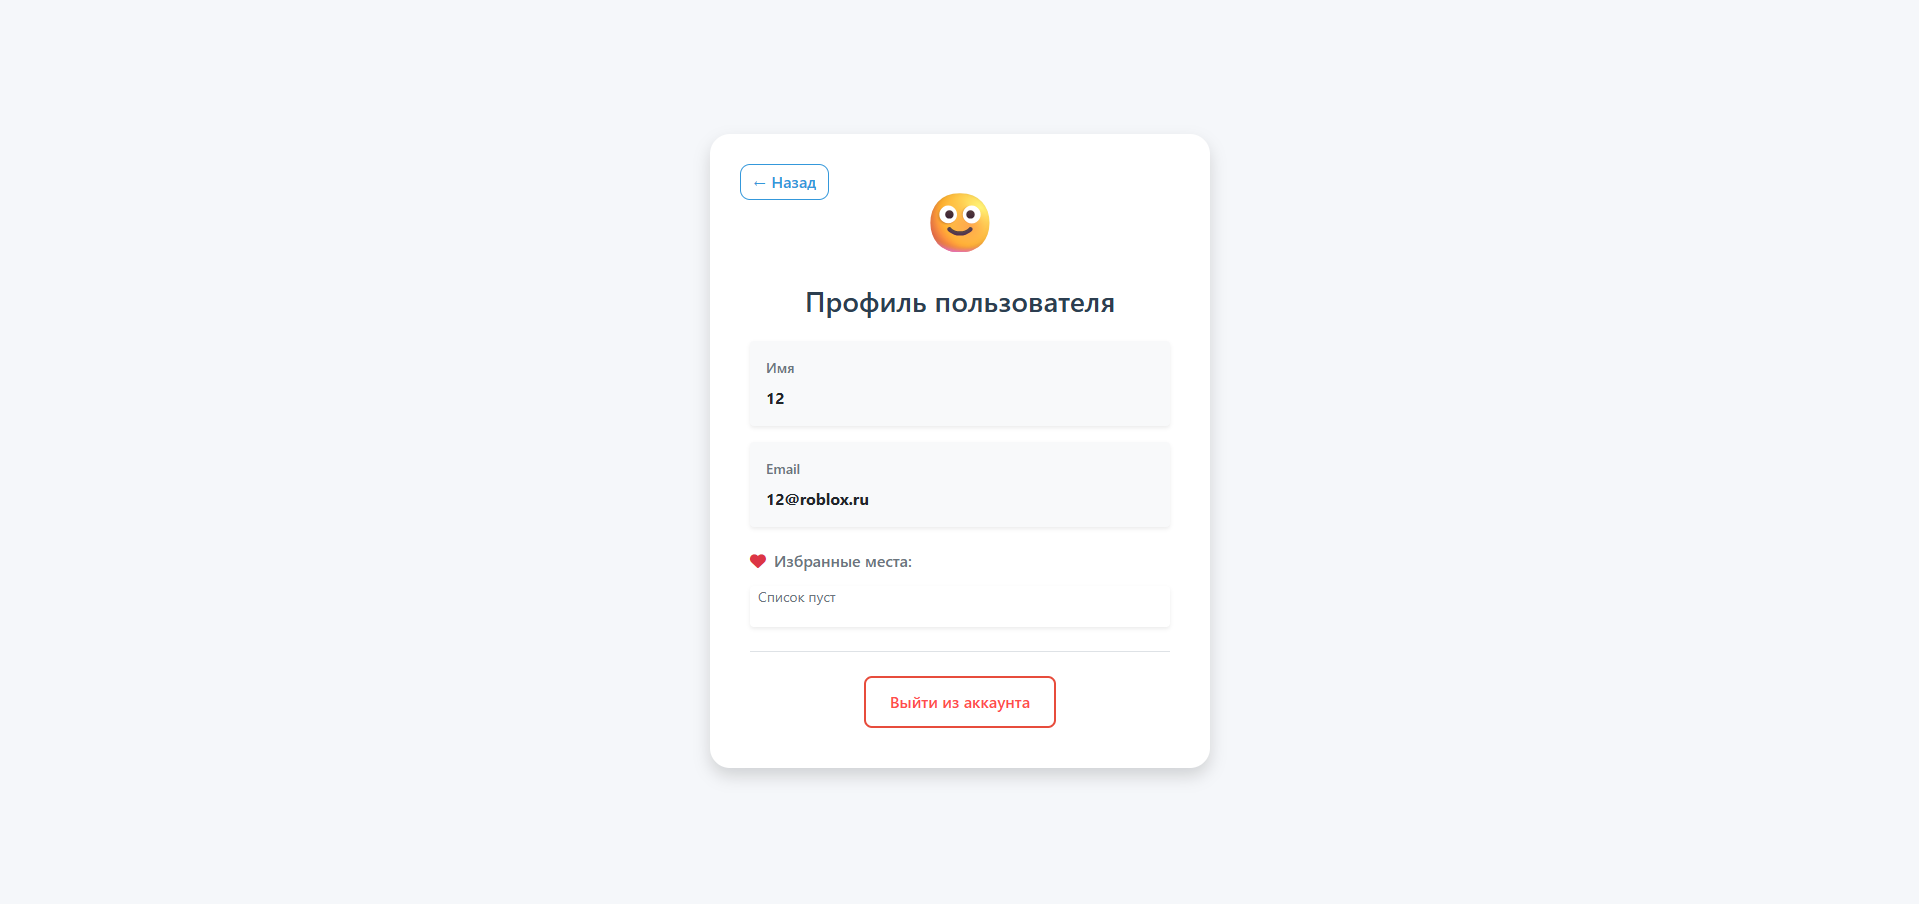 ← Назад
Профиль пользователя
Имя
12
Email
12@roblox.ru
Избранные места:
Список пуст
Выйти из аккаунта